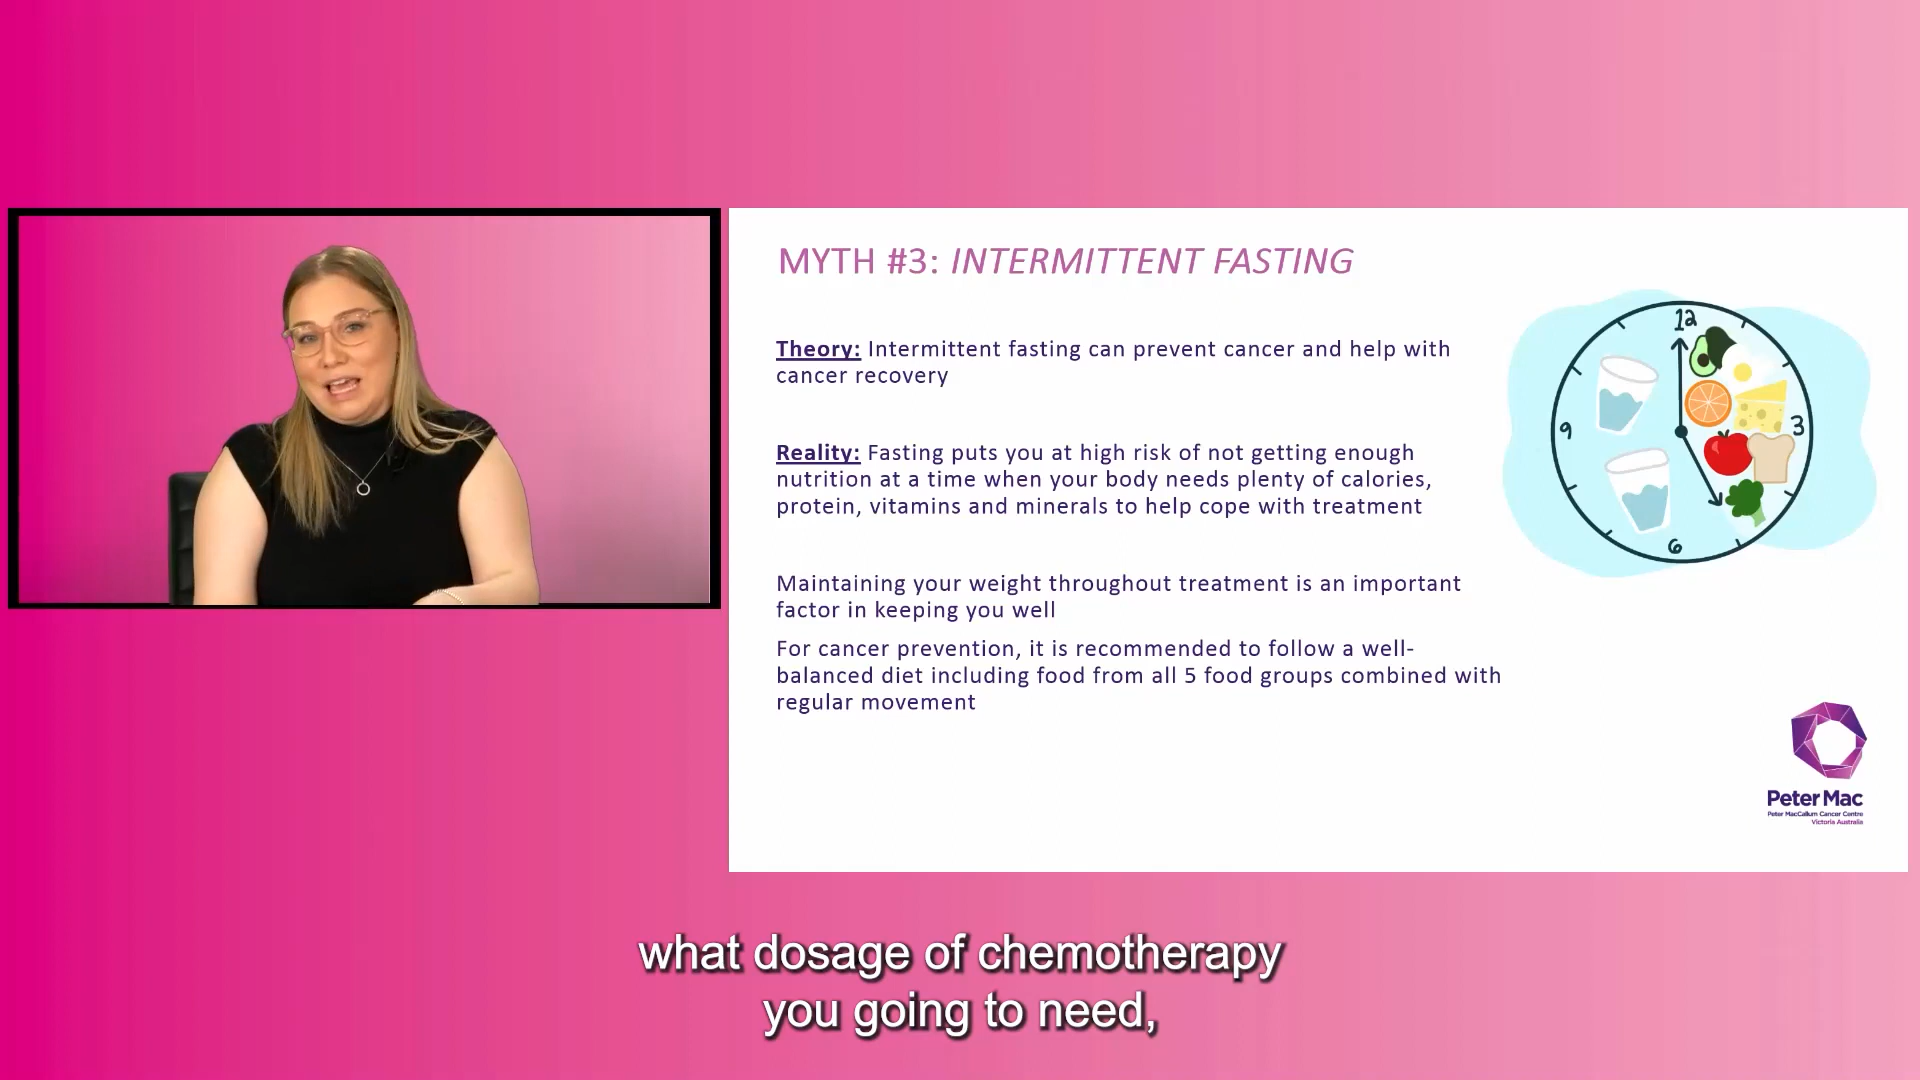 MYTH #3: INTERMITTENT FASTING
Theory: Intermittent fasting can prevent cancer and help with
cancer recovery
Reality: Fasting puts you at high risk of not getting enough
nutrition at a time when your body needs plenty of calories,
protein, vitamins and minerals to help cope with treatment
Maintaining your weight throughout treatment is an important
factor in keeping you well
For cancer prevention, it is recommended to follow a well-
balanced diet including food from all 5 food groups combined with
regular movement
12
9
3
6
Peter Mac
Peter MacCallum Cancer Centre
Victoria Australia
what dosage of chemotherapy
you going to need,